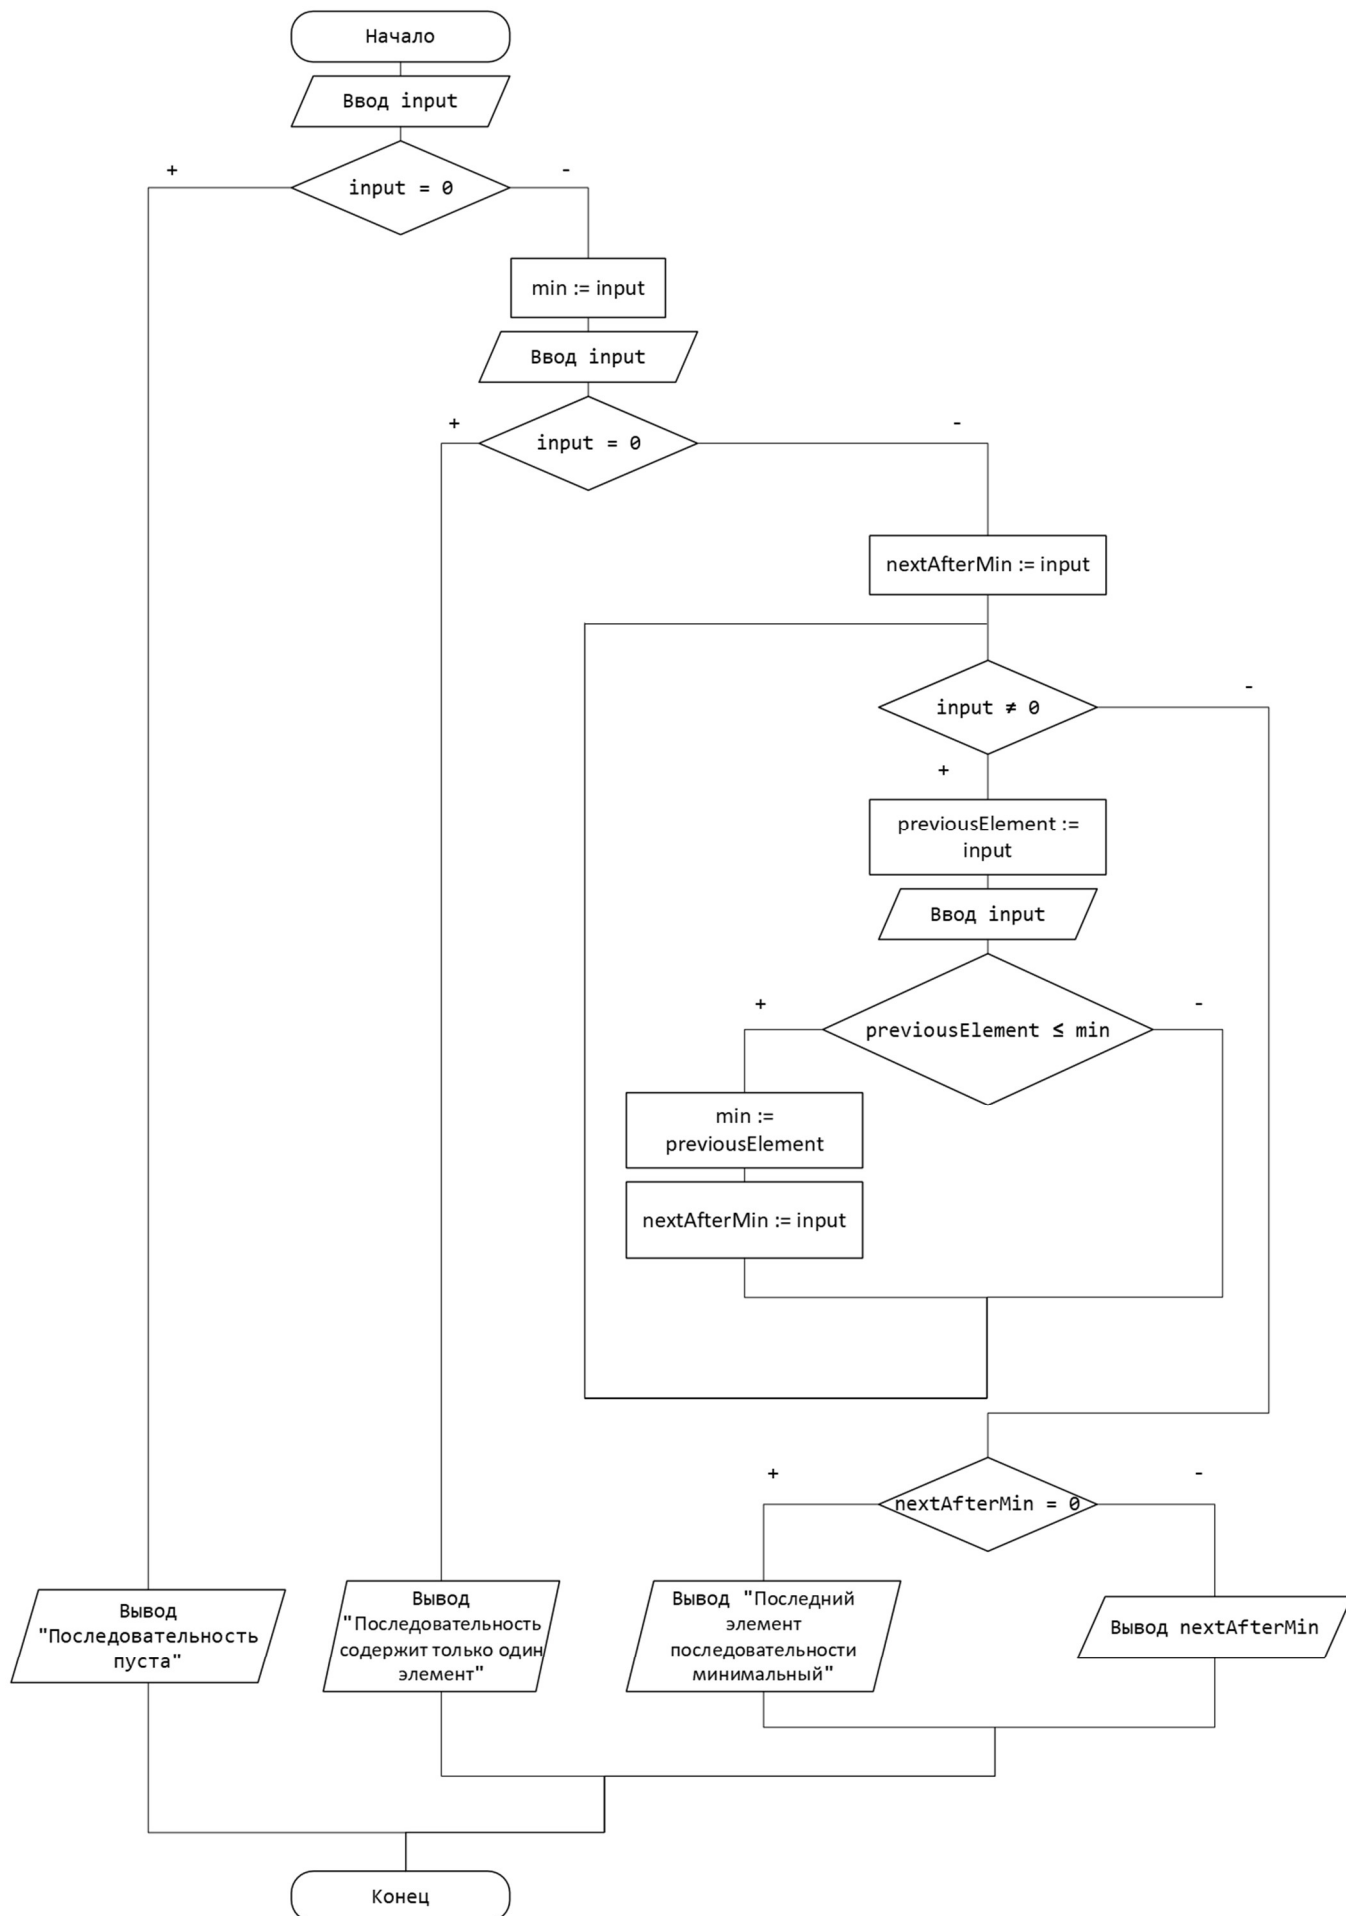 Начало
Ввод input
+
-
input = 0
min := input
Ввод input
+
-
input = 0
nextAfterMin := input
-
input ≠ 0
+
previousElement :=
input
Ввод input
+
-
previousElement ≤ min
min :=
previousElement
nextAfterMin := input
+
-
nextAfterMin = 0
Вывод
"Последовательность
пуста"
Вывод
"Последовательность
содержит только один
элемент"
Вывод "Последний
элемент
последовательности
минимальный"
Вывод nextAfterMin
Конец